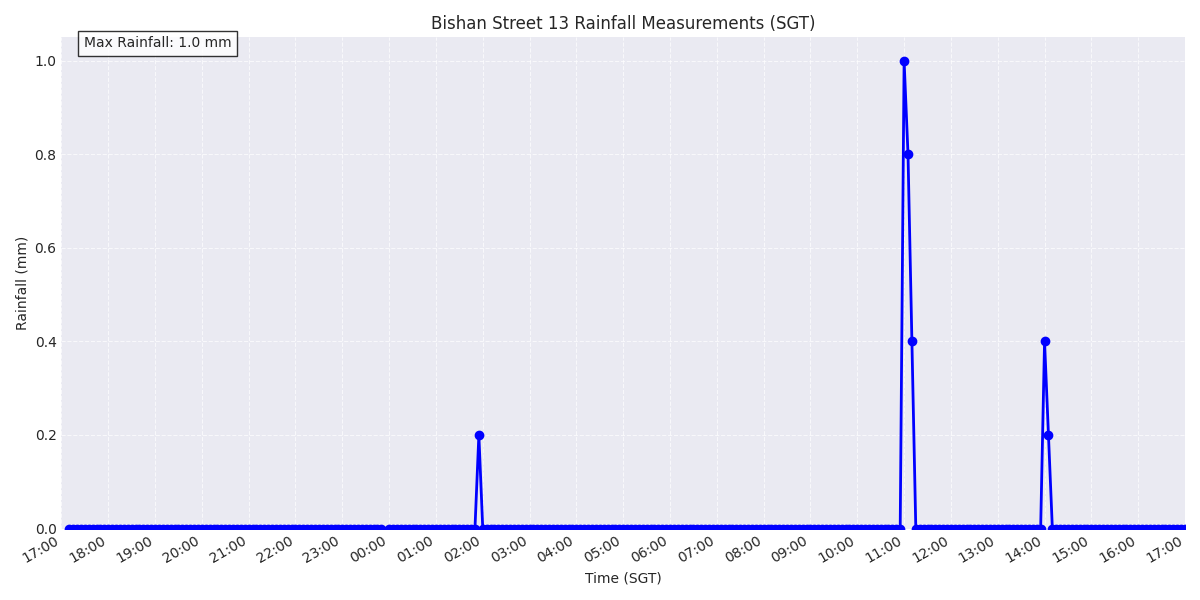 Bishan Street 13 Rainfall Measurements (SGT)
Max Rainfall: 1.0 mm
1.0
0.8
0.6
0.4
0.2
0.0
Rainfall (mm)
17:00 18:00 19:00 20:00 21:00 22:00 23:00 00:00 01:00 02:00 03:00 04:00 05:00 06:00 07:00 08:00 09:00 10:00 11:00 12:00 13:00 14:00 15:00 16:00 17:00
Time (SGT)